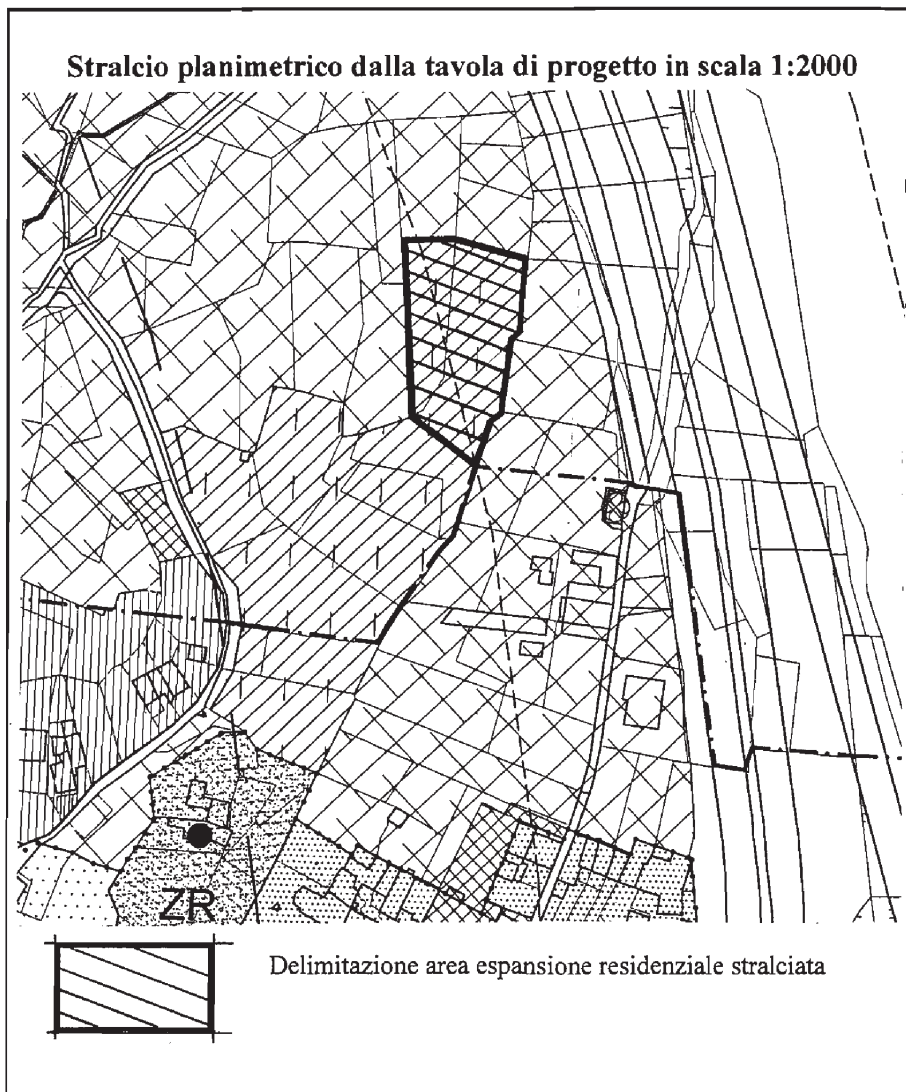 Stralcio planimetrico dalla tavola di progetto in scala 1:2000
ZR
Delimitazione area espansione residenziale stralciata